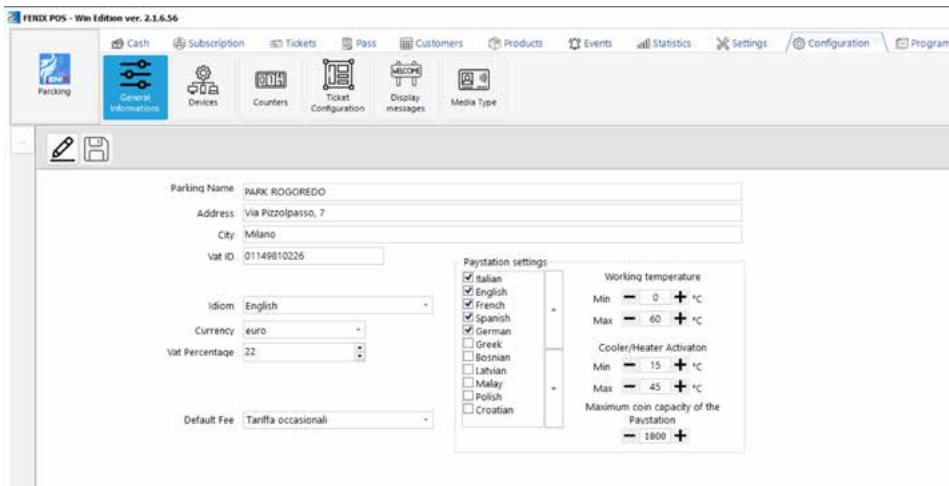 FENIX POS - Win Edition ver. 2.1.6.56
Cash Subscription Tickets Pass Customers Products Events Statistics Settings Configuration Program
Parcking
General Informations
Devices
Counters
Ticket Configuration
WELCOME
Display messages
Media Type
Parking Name PARK ROGOREDO
Address Via Pizzolpasso, 7
City Milano
Vat ID 01149810226
Idiom English
Currency euro
Vat Percentage 22
Default Fee Tariffa occasionali
Paystation settings
Italian
English
French
Spanish
German
Greek
Bosnian
Latvian
Malay
Polish
Croatian
Working temperature
Min 0 °C
Max 60 °C
Cooler/Heater Activaton
Min 15 °C
Max 45 °C
Maximum coin capacity of the
Paystation
1800